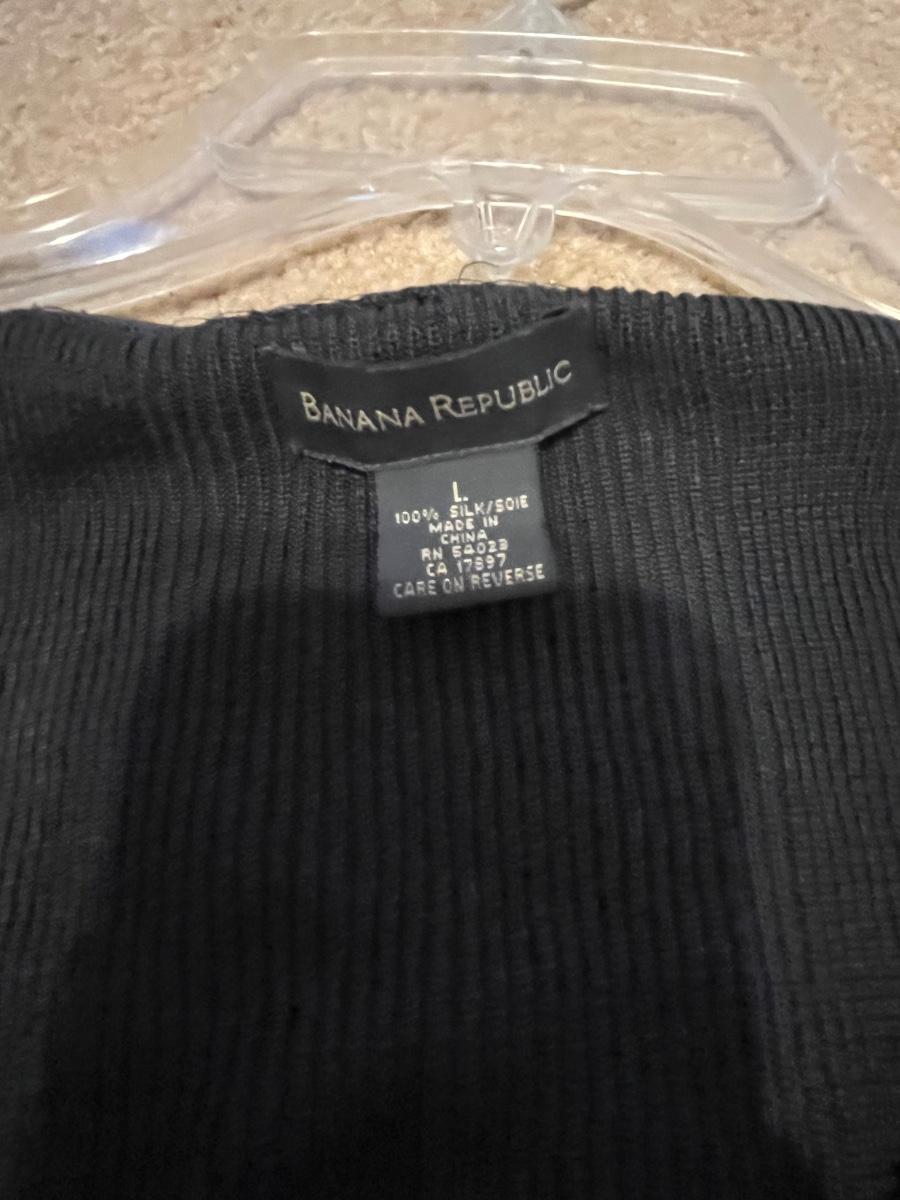 BANANA REPUBLIC
L.
100% SILK/SOIE
MADE IN
CHINA
RN 54023
CA 17897
CARE ON REVERSE